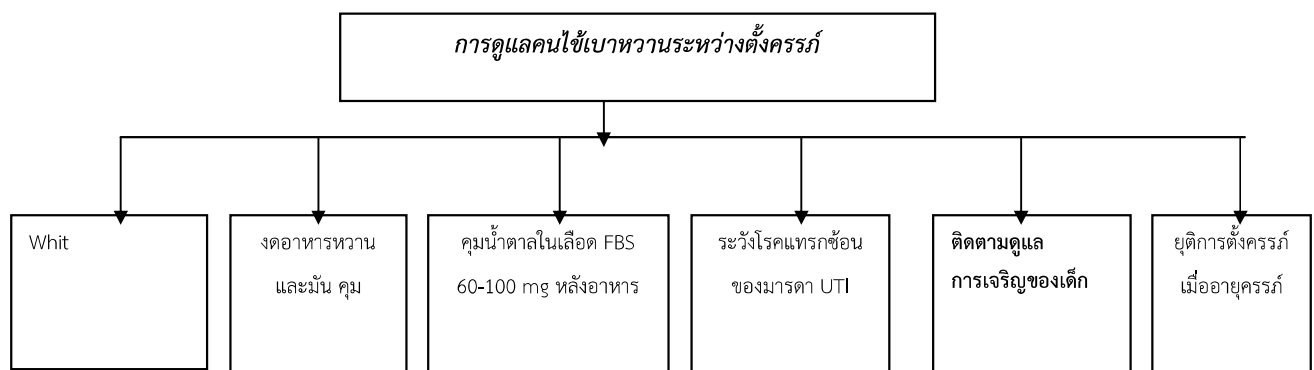 การดูแลคนไข้เบาหวานระหว่างตั้งครรภ์
Whit
งดอาหารหวาน
และมัน คุม
คุมน้ำตาลในเลือด FBS
60-100 mg หลังอาหาร
ระวังโรคแทรกซ้อน
ของมารดา UTI
ติดตามดูแล
การเจริญของเด็ก
ยุติการตั้งครรภ์
เมื่ออายุครรภ์